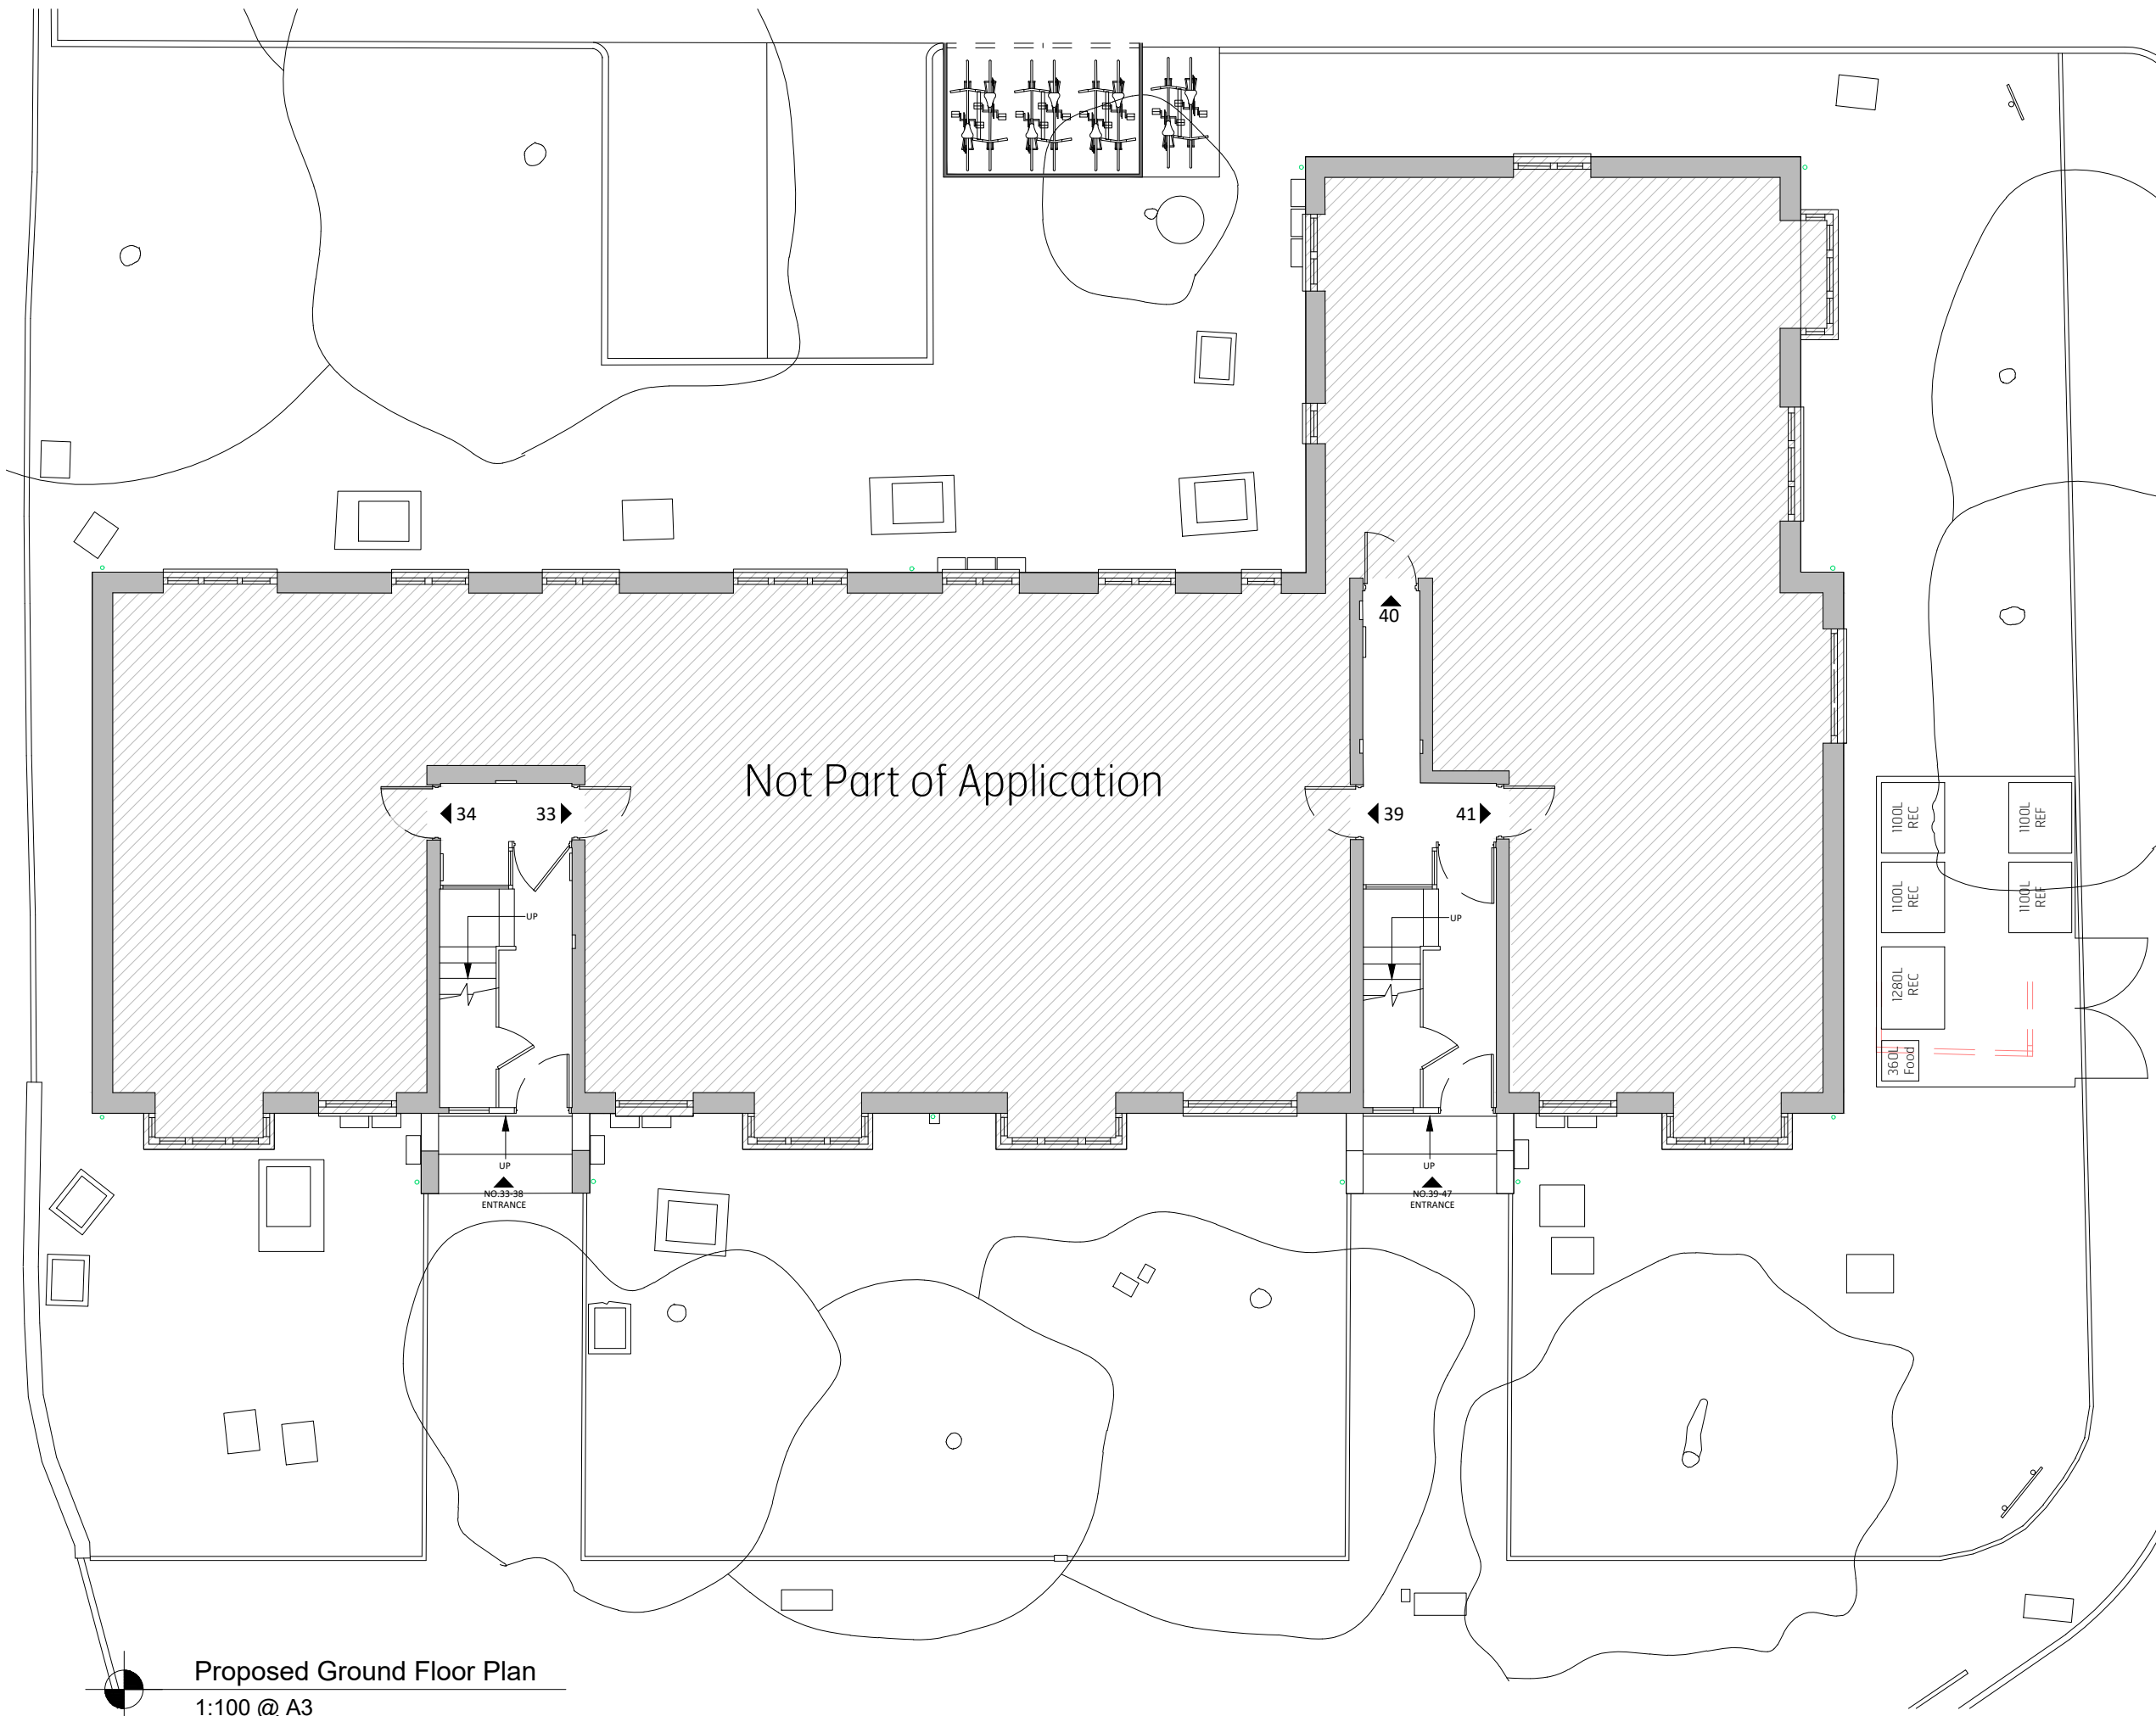 40
Not Part of Application
34
33
39
41
1100L
REC
1100L
REF
1100L
REC
1100L
REF
1280L
REC
360L
Food
UP
UP
UP
NO.33-38
ENTRANCE
UP
NO.39-47
ENTRANCE
Proposed Ground Floor Plan
1:100 @ A3